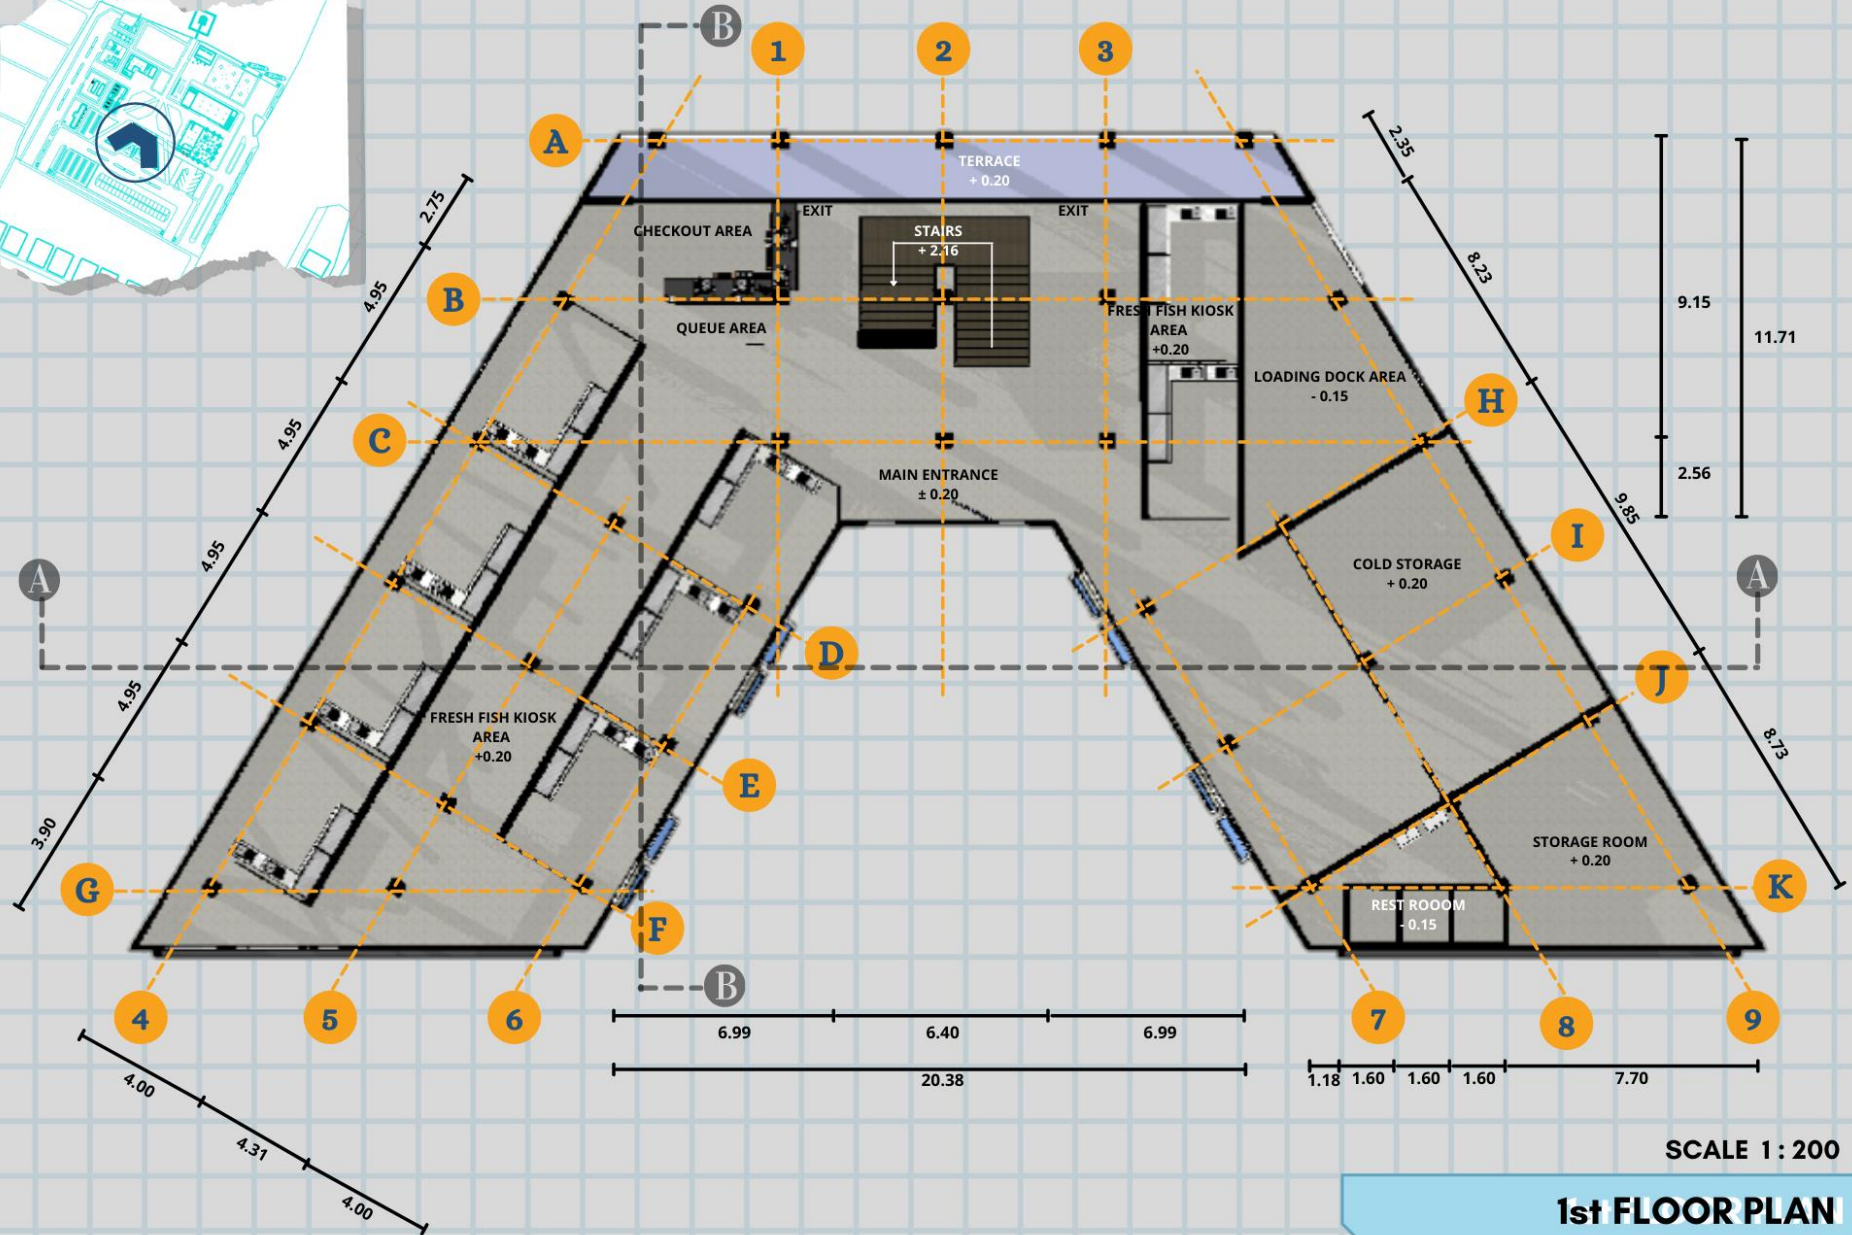 B
1
2
3
A
TERRACE
+ 0.20
2.35
2.75
CHECKOUT AREA
EXIT
EXIT
STAIRS
+ 2.16
8.23
4.95
B
QUEUE AREA
FRESH FISH KIOSK
AREA
+0.20
9.15
11.71
LOADING DOCK AREA
- 0.15
H
C
4.95
MAIN ENTRANCE
± 0.20
2.56
9.85
I
4.95
COLD STORAGE
+ 0.20
A
A
D
J
4.95
FRESH FISH KIOSK
AREA
+0.20
8.73
E
3.90
STORAGE ROOM
+ 0.20
G
K
REST ROOOM
- 0.15
F
B
4
5
6
7
8
9
6.99
6.40
6.99
20.38
1.18
1.60
1.60
1.60
7.70
4.00
4.31
4.00
SCALE 1 : 200
1st FLOOR PLAN